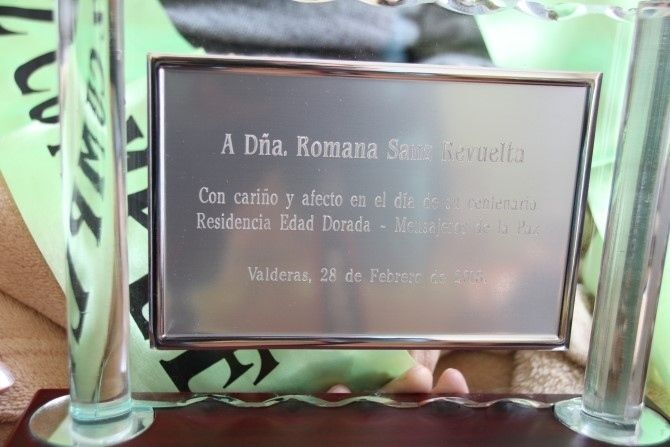 A Dña. Romana Sanz Revuelta
Con cariño y afecto en el día de su centenario
Residencia Edad Dorada - Mensajeros de la Paz
Valderas, 28 de Febrero de